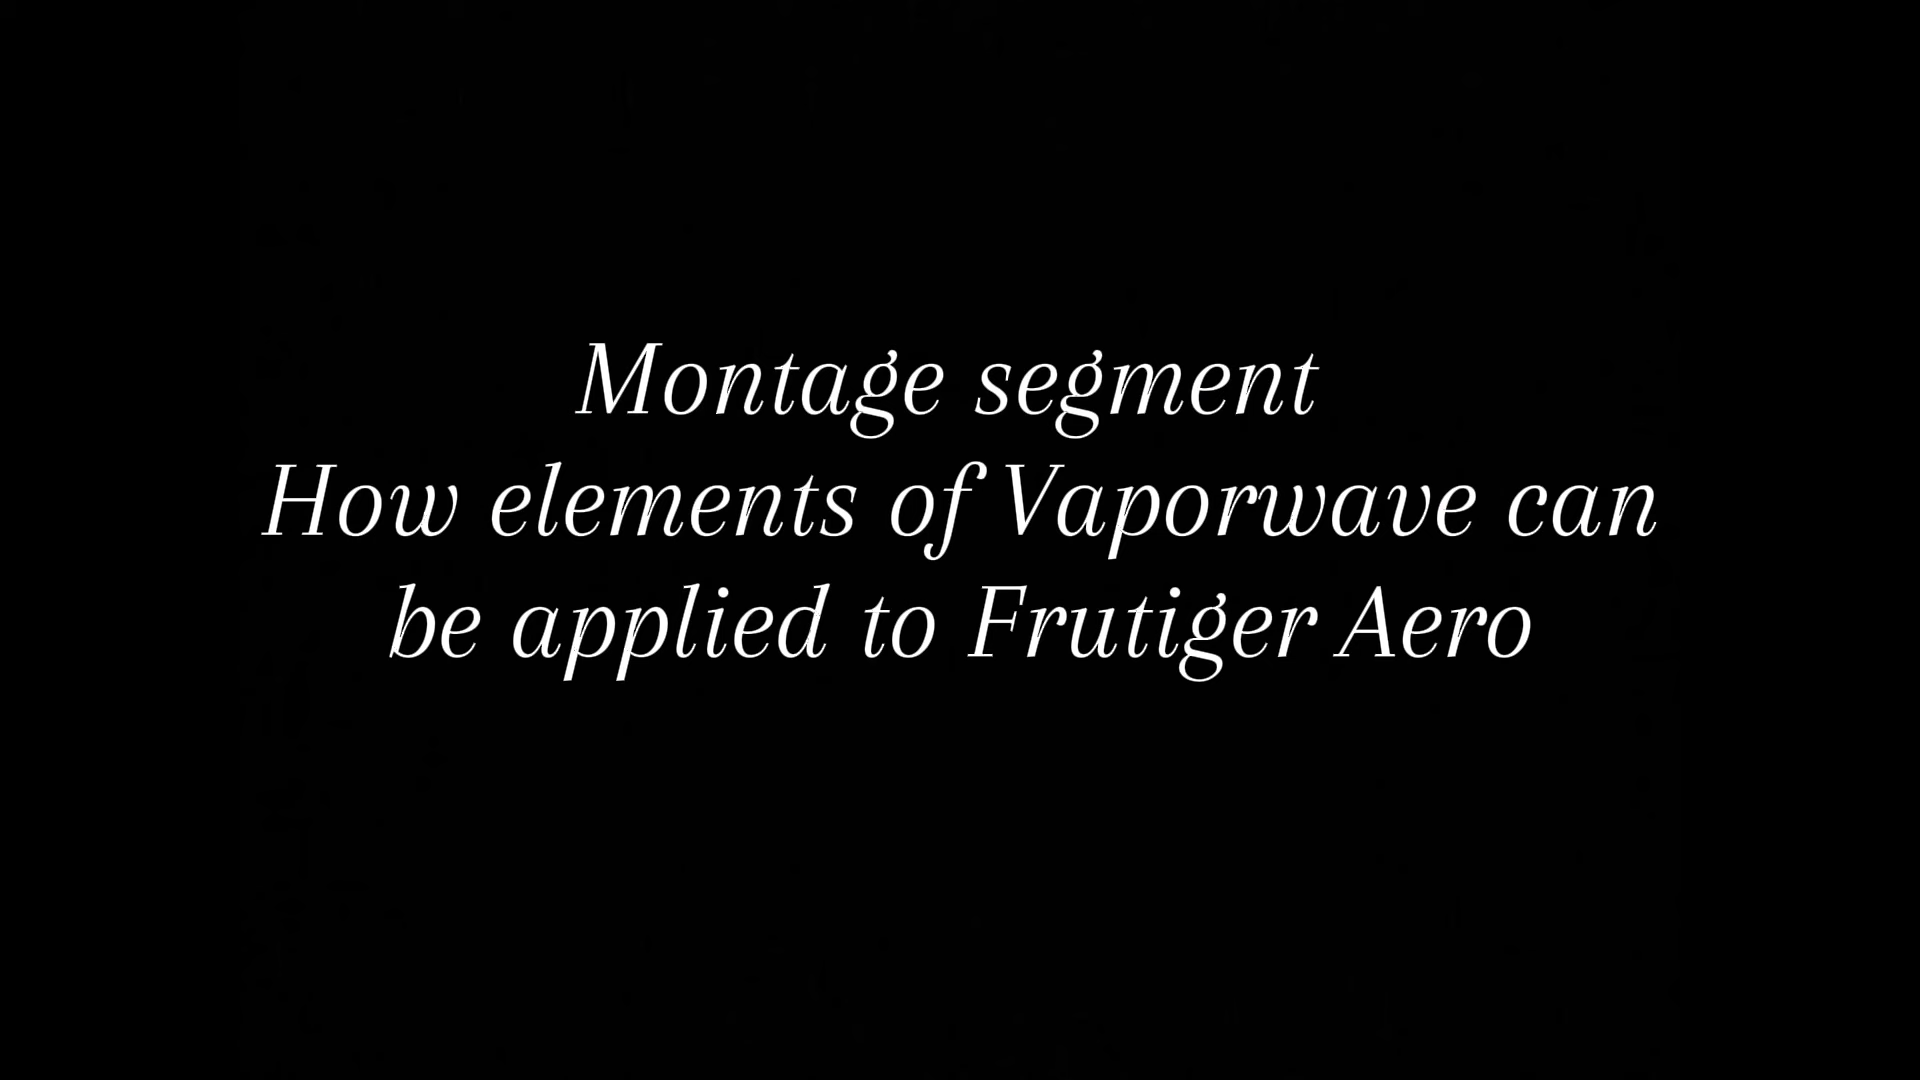 Montage segment
How elements of Vaporwave can
be applied to Frutiger Aero